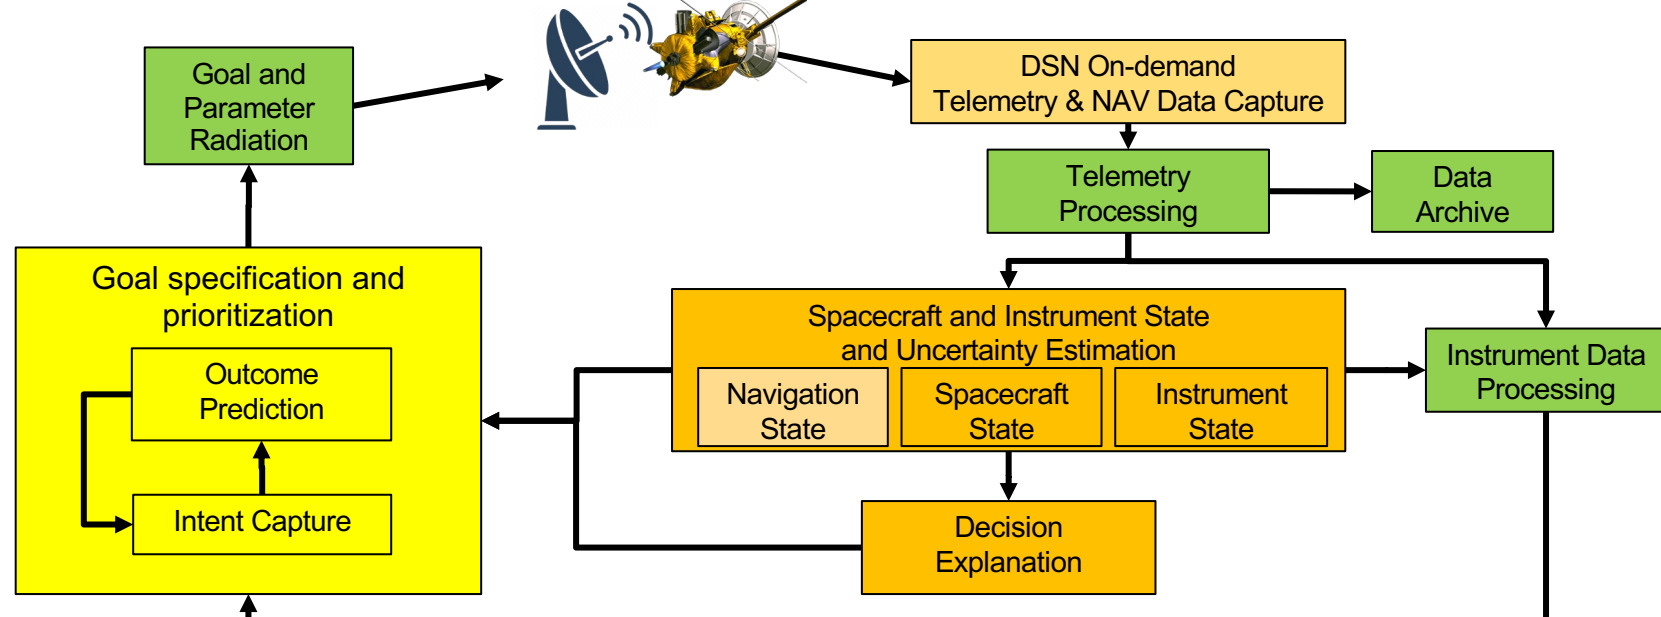 Goal and
Parameter
Radiation
DSN On-demand
Telemetry & NAV Data Capture
Telemetry
Processing
Data
Archive
Goal specification and
prioritization
Outcome
Prediction
Intent Capture
Spacecraft and Instrument State
and Uncertainty Estimation
Navigation
State
Spacecraft
State
Instrument
State
Instrument Data
Processing
Decision
Explanation